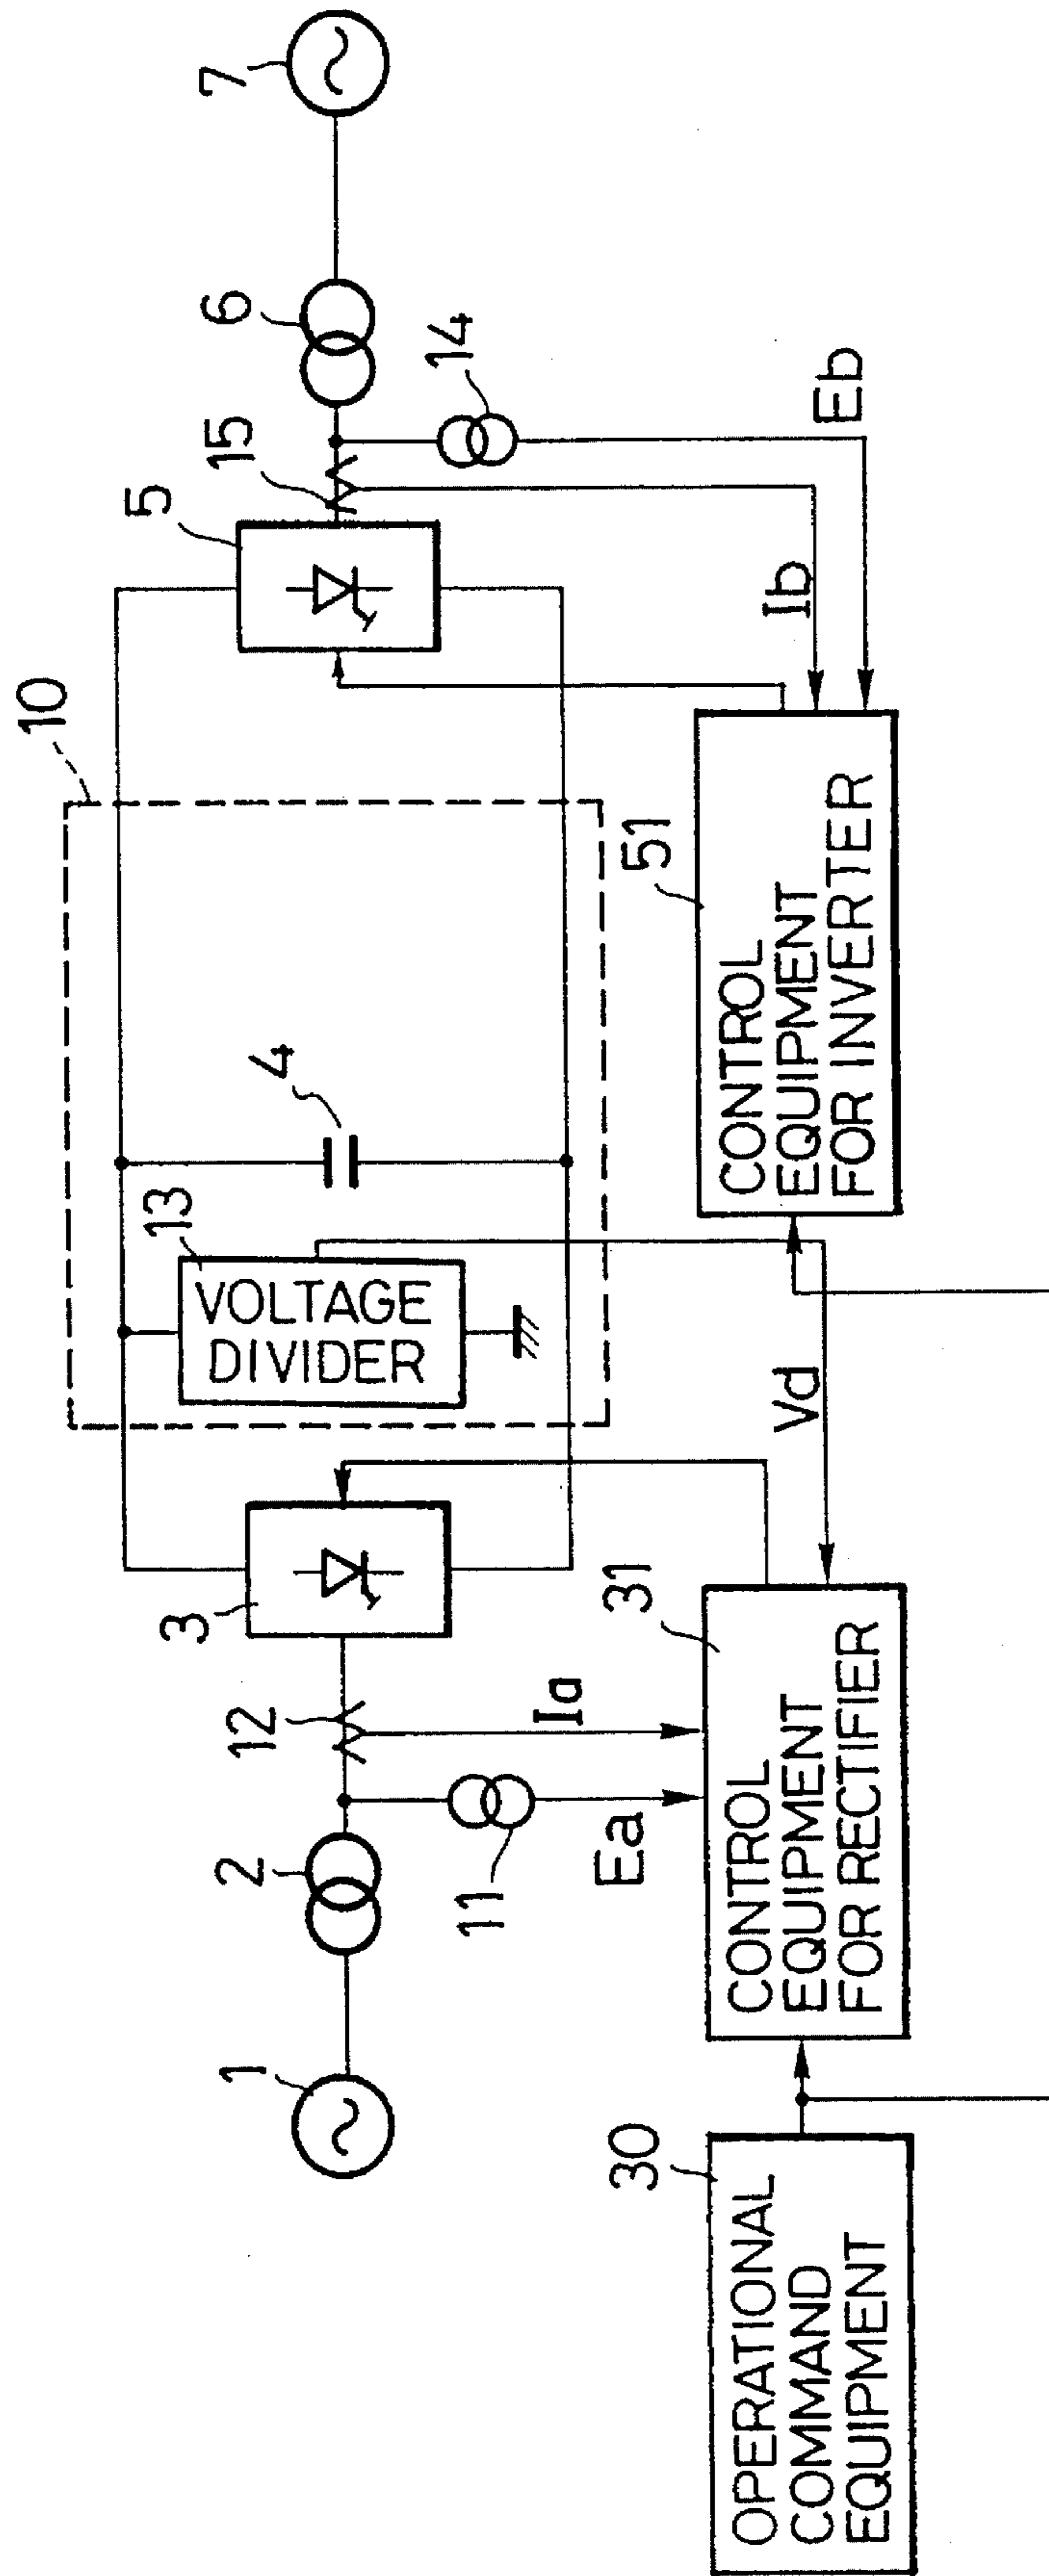 10
5
15
6
7
13
4
14
VOLTAGE
DIVIDER
3
12
2
1
11
Ia
Ea
Vd
Ib
Eb
30
31
51
OPERATIONAL
COMMAND
EQUIPMENT
CONTROL
EQUIPMENT
FOR RECTIFIER
CONTROL
EQUIPMENT
FOR INVERTER